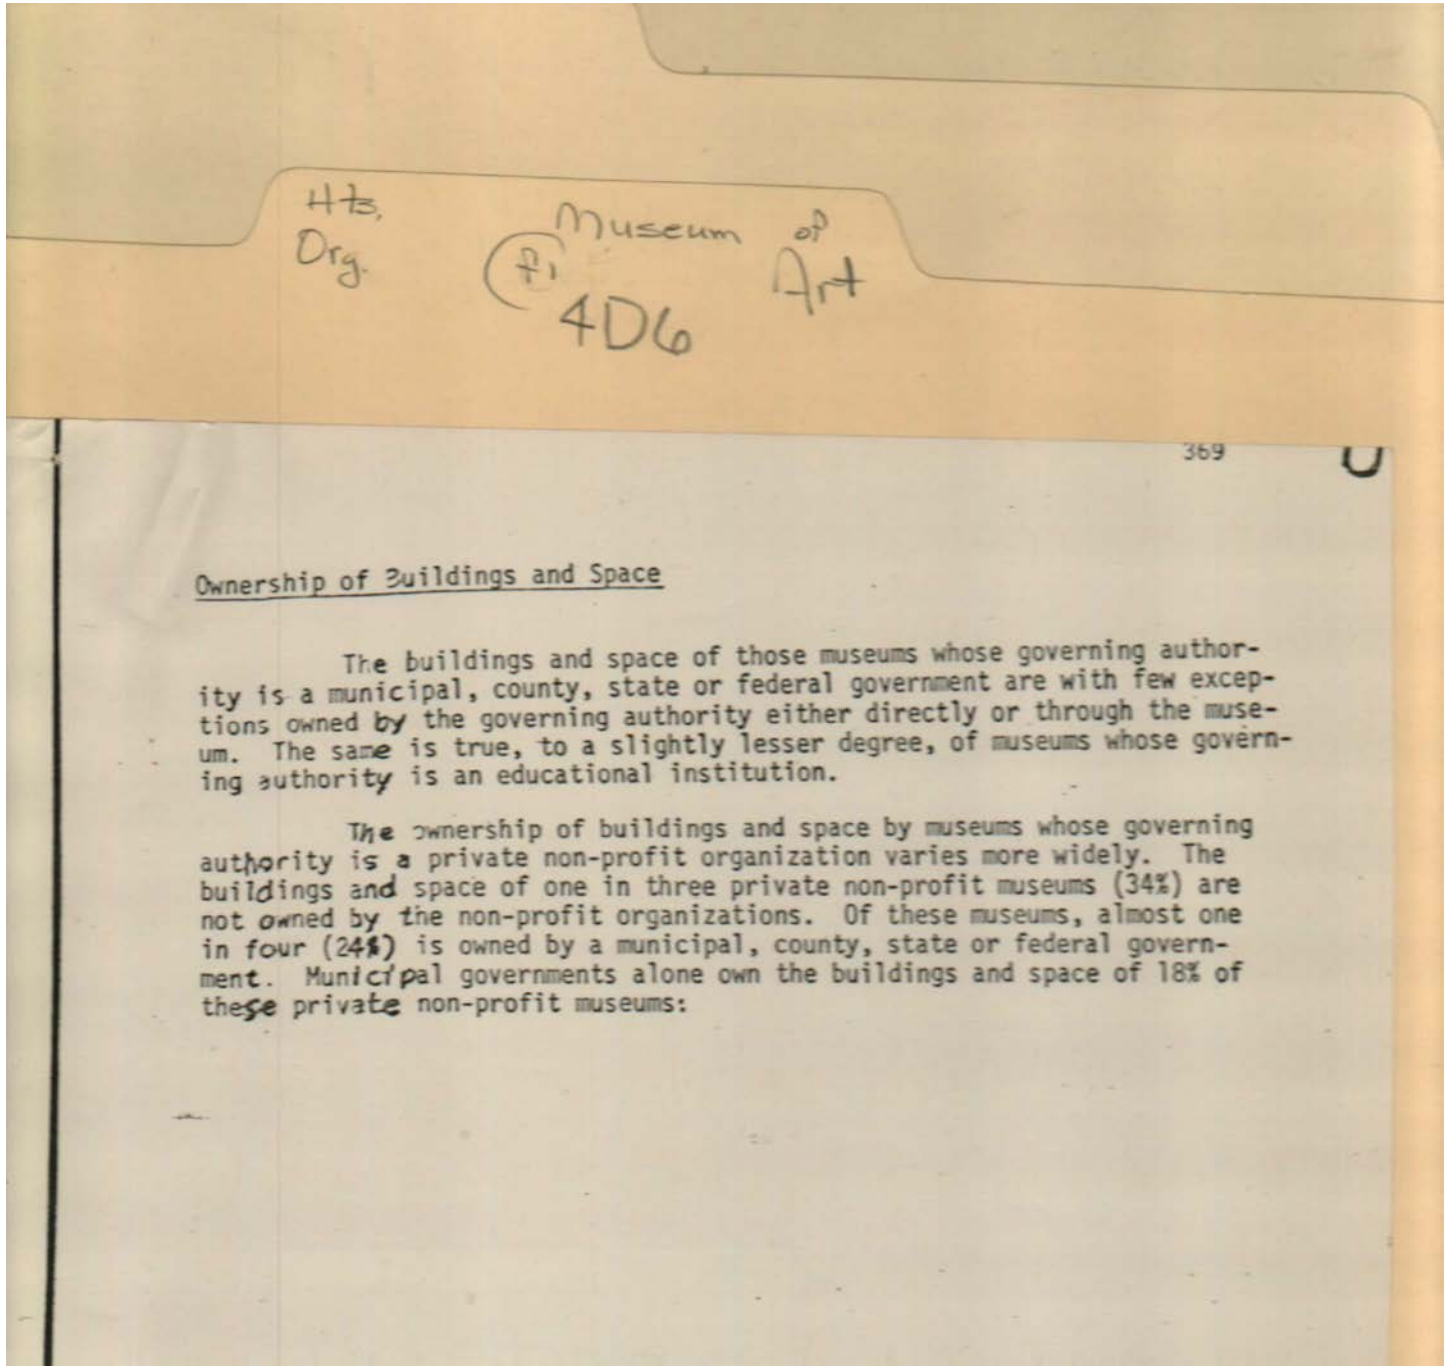 Hts,
Org.
Museum of
Art
4D6
369
Ownership of Buildings and Space
The buildings and space of those museums whose governing author-
ity is a municipal, county, state or federal government are with few excep-
tions owned by the governing authority either directly or through the muse-
um. The same is true, to a slightly lesser degree, of museums whose govern-
ing authority is an educational institution.
The ownership of buildings and space by museums whose governing
authority is a private non-profit organization varies more widely. The
buildings and space of one in three private non-profit museums (34%) are
not owned by the non-profit organizations. Of these museums, almost one
in four (24%) is owned by a municipal, county, state or federal govern-
ment. Municipal governments alone own the buildings and space of 18% of
these private non-profit museums: